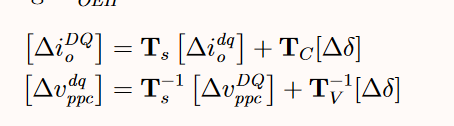 [Δi_o^{DQ}] = T_s [Δi_o^{dq}] + T_C[Δδ]
[Δv_{ppc}^{dq}] = T_s^{-1} [Δv_{ppc}^{DQ}] + T_V^{-1}[Δδ]